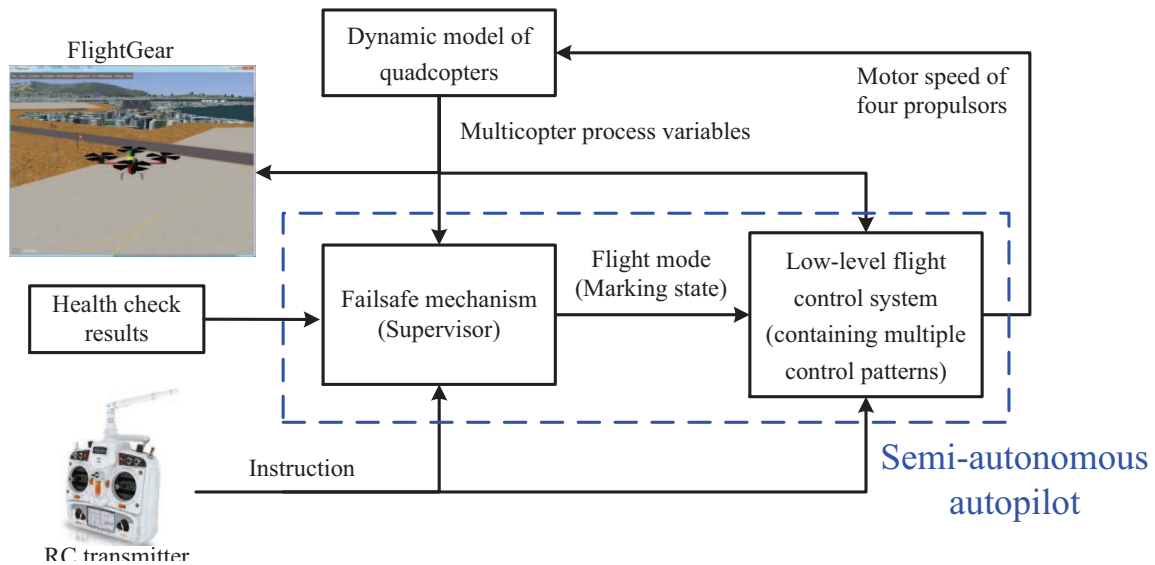 FlightGear
Dynamic model of
quadcopters
Motor speed of
four propulsors
Multicopter process variables
Health check
results
Failsafe mechanism
(Supervisor)
Flight mode
(Marking state)
Low-level flight
control system
(containing multiple
control patterns)
Instruction
Semi-autonomous
autopilot
RC transmitter